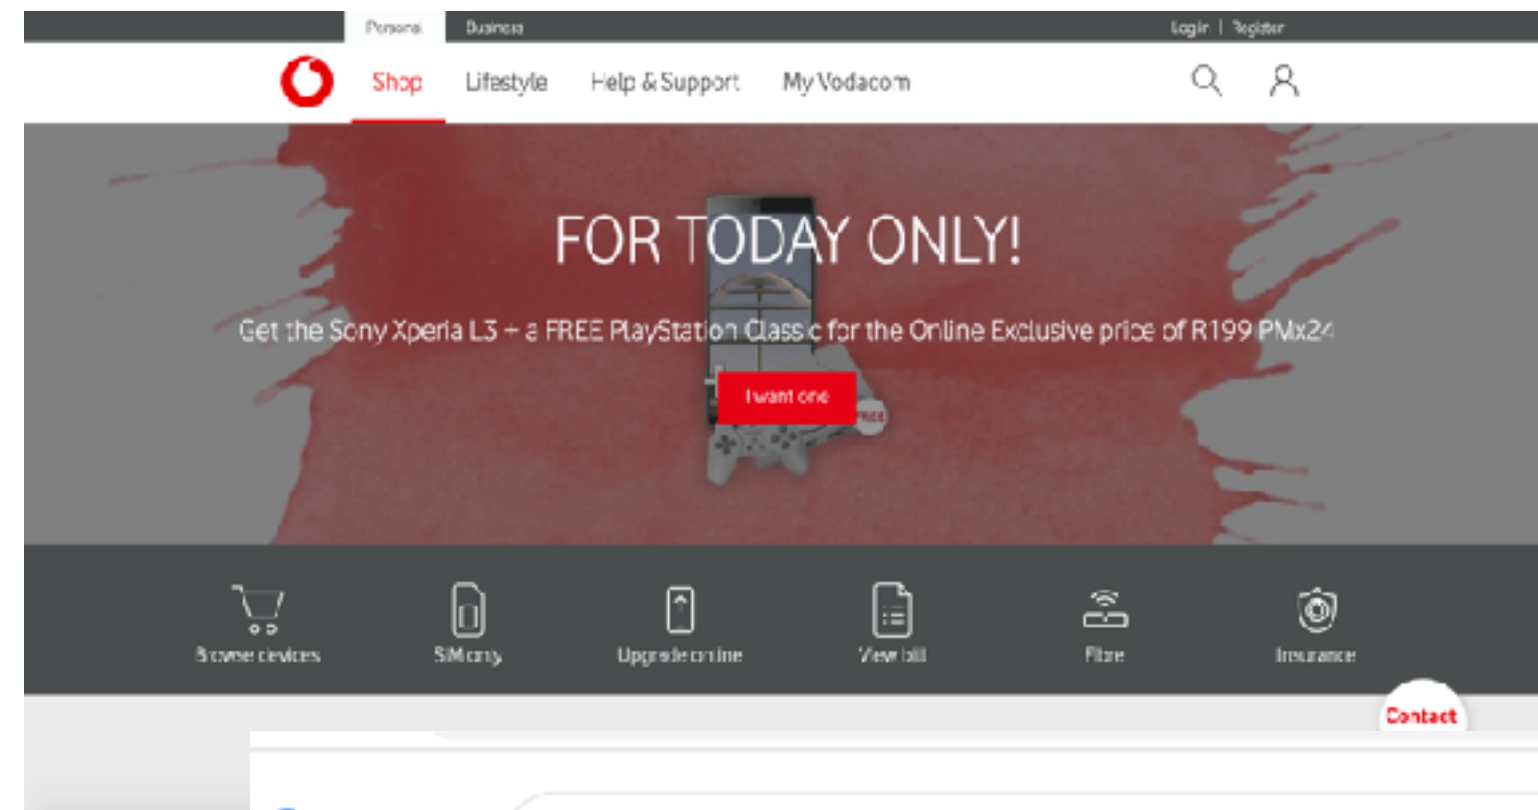 Personal Business Login | Register
Shop Lifestyle Help & Support My Vodacom
FOR TODAY ONLY!
Get the Sony Xperia L3 + a FREE PlayStation Classic for the Online Exclusive price of R199 PMx24
I want one
FREE
Browse devices SIM only Upgrade online View bill Fibre Insurance
Contact